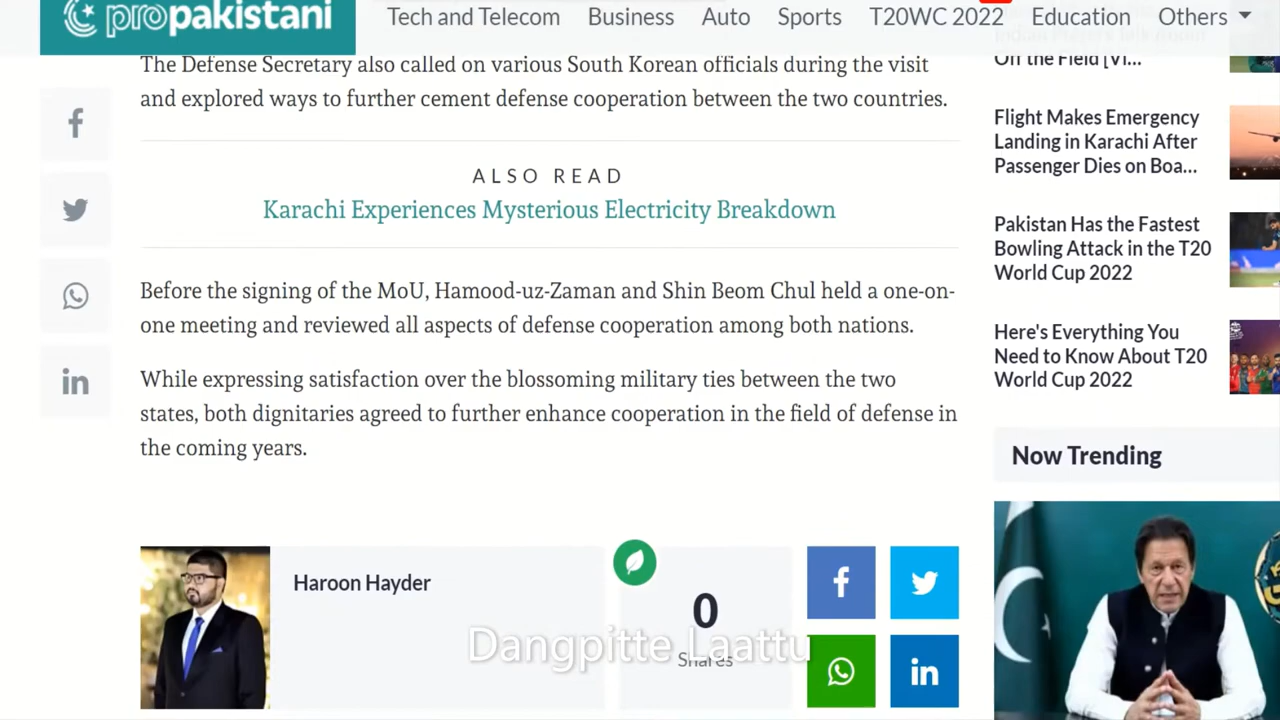 propakistani
Tech and Telecom Business Auto Sports T20WC 2022 Education Others
The Defense Secretary also called on various South Korean officials during the visit
and explored ways to further cement defense cooperation between the two countries.
ALSO READ
Karachi Experiences Mysterious Electricity Breakdown
Before the signing of the MoU, Hamood-uz-Zaman and Shin Beom Chul held a one-on-
one meeting and reviewed all aspects of defense cooperation among both nations.
While expressing satisfaction over the blossoming military ties between the two
states, both dignitaries agreed to further enhance cooperation in the field of defense in
the coming years.
Haroon Hayder
0
Shares
Dangpitte Laattu
Off the Field [Vi...
Flight Makes Emergency
Landing in Karachi After
Passenger Dies on Boa...
Pakistan Has the Fastest
Bowling Attack in the T20
World Cup 2022
Here's Everything You
Need to Know About T20
World Cup 2022
Now Trending